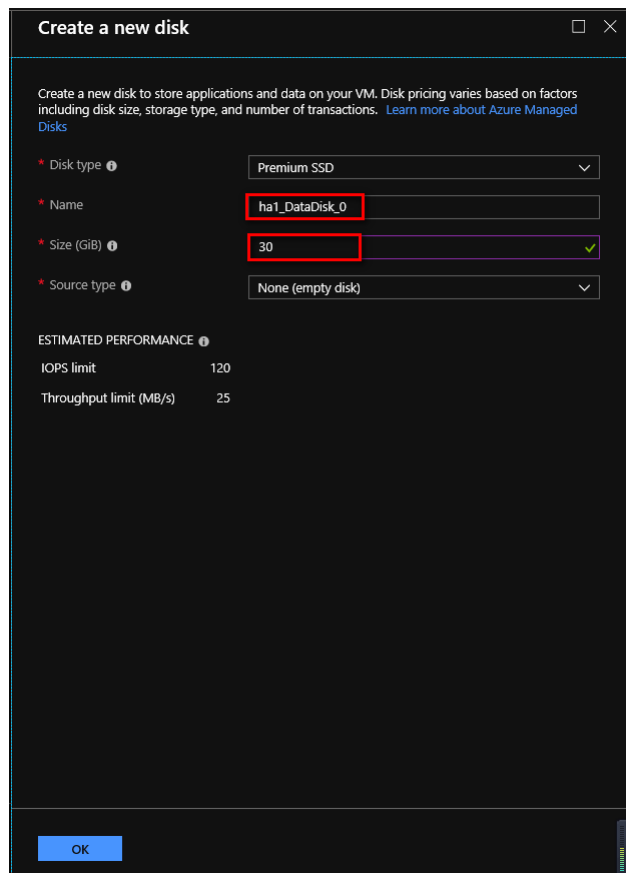 Create a new disk
Create a new disk to store applications and data on your VM. Disk pricing varies based on factors
including disk size, storage type, and number of transactions. Learn more about Azure Managed
Disks
* Disk type
Premium SSD
* Name
ha1_DataDisk_0
* Size (GiB)
30
* Source type
None (empty disk)
ESTIMATED PERFORMANCE
IOPS limit 120
Throughput limit (MB/s) 25
OK